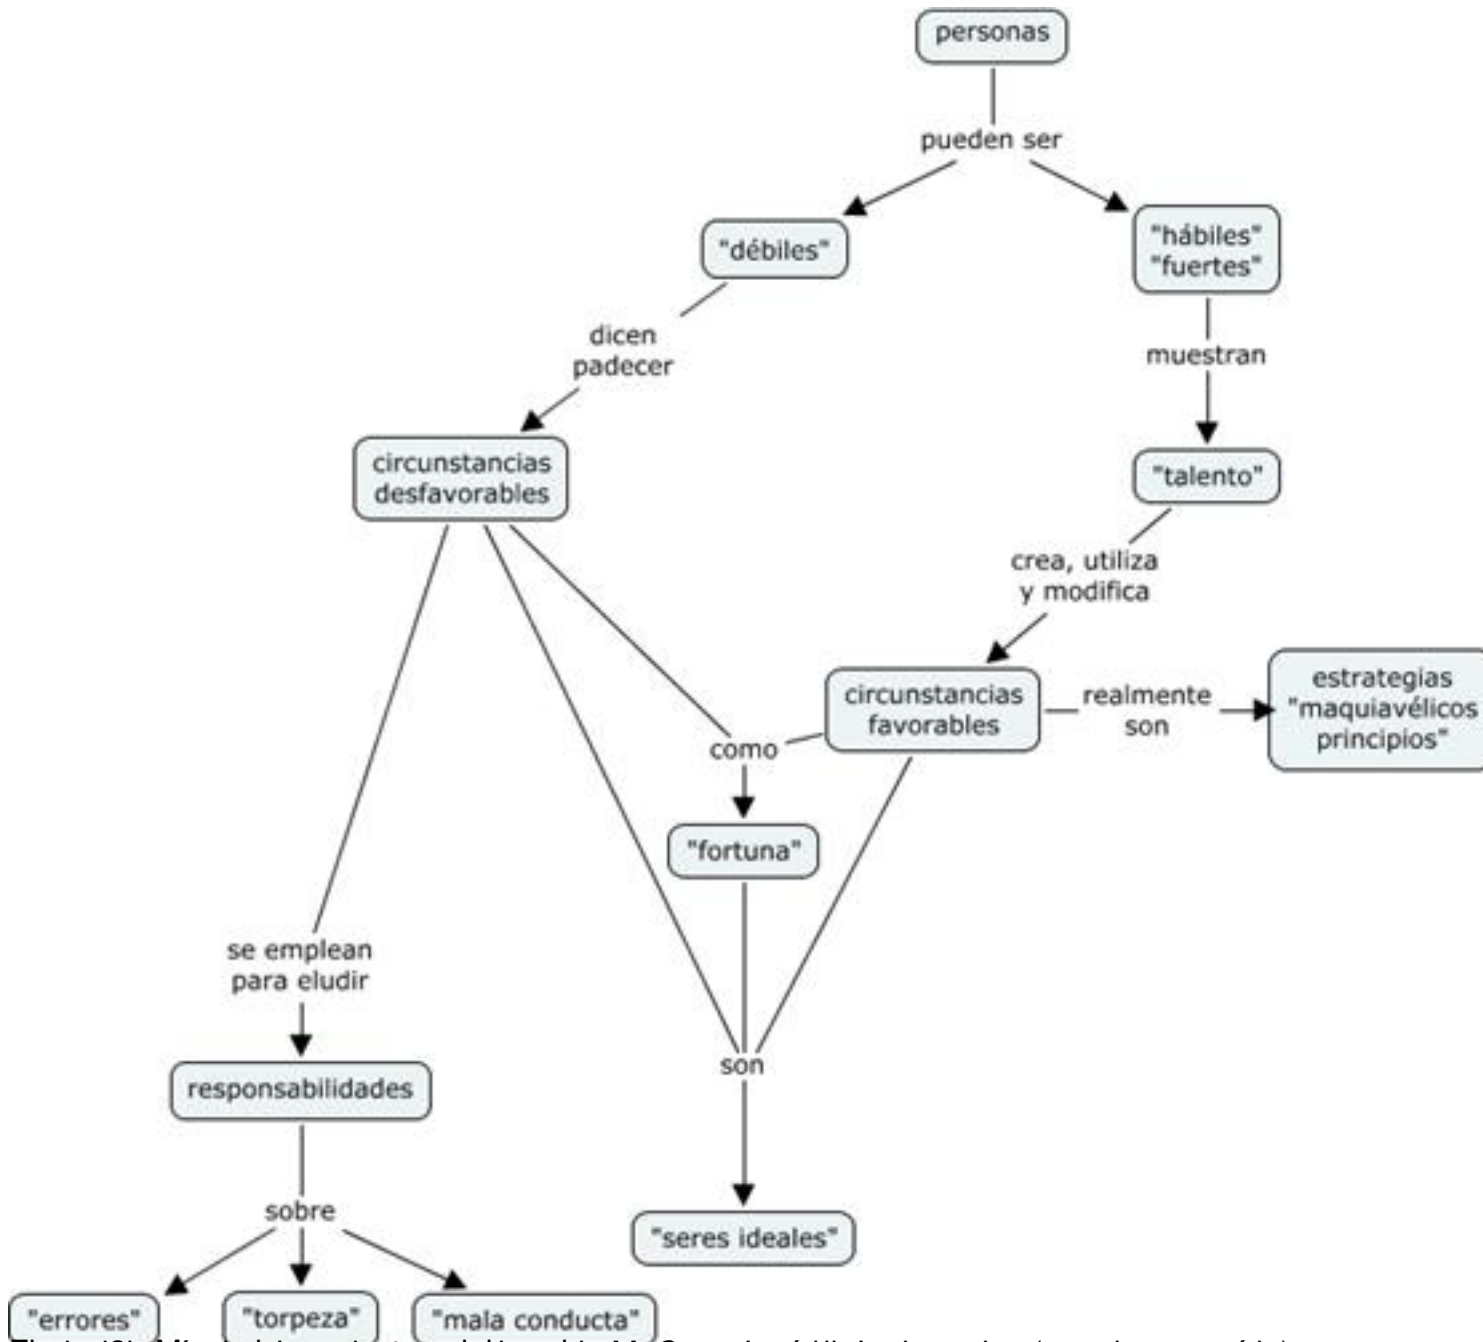 personas
pueden ser
"débiles"
"hábiles"
"fuertes"
dicen
padecer
muestran
circunstancias
desfavorables
"talento"
crea, utiliza
y modifica
circunstancias
favorables
realmente
son
estrategias
"maquiavélicos
principios"
como
"fortuna"
se emplean
para eludir
son
responsabilidades
sobre
"seres ideales"
"errores"
"torpeza"
"mala conducta"